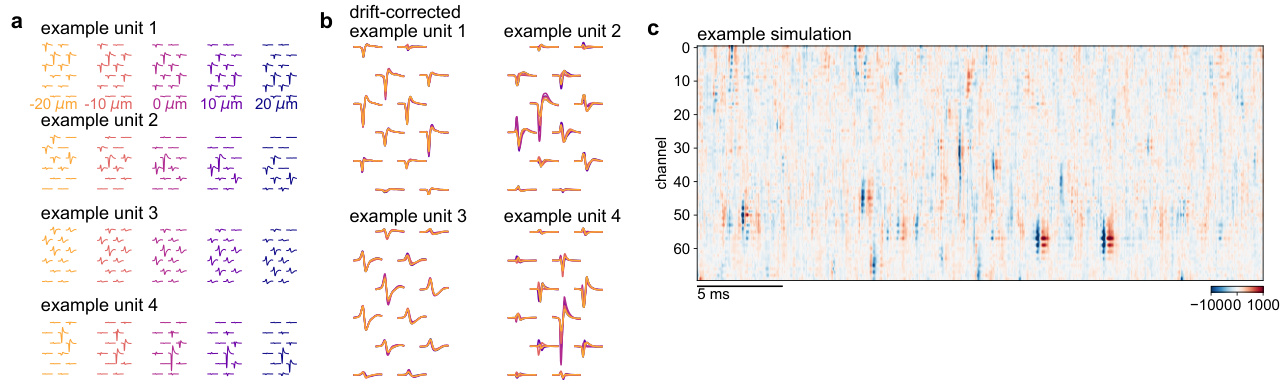 a
example unit 1
-20 μm -10 μm 0 μm 10 μm 20 μm
example unit 2
example unit 3
example unit 4
b
drift-corrected
example unit 1
example unit 2
example unit 3
example unit 4
c
example simulation
channel
0
10
20
30
40
50
60
5 ms
−1000 0 1000